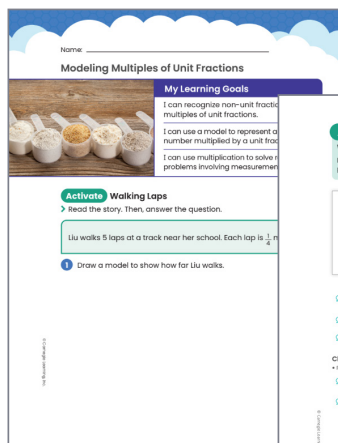 Name:
Modeling Multiples of Unit Fractions
My Learning Goals
I can recognize non-unit
multiples of unit fractions.
I can use a model to represent a
number multiplied by a unit
I can use multiplication to solve
problems involving
Activate Walking Laps
Read the story. Then, answer the question.
Liu walks 5 laps at a track near her school. Each lap is 1/4
1 Draw a model to show how far Liu walks.
© Carnegie Learning, Inc.